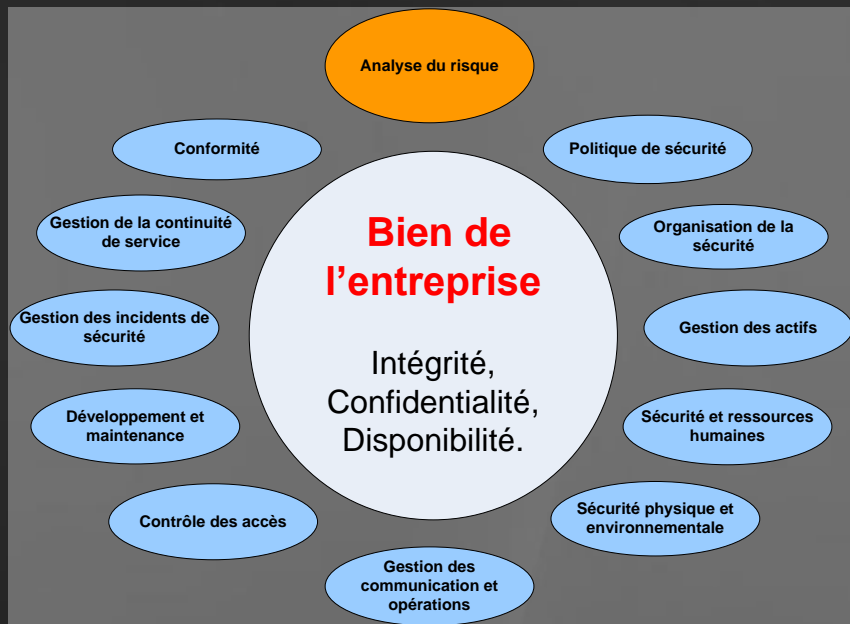 Analyse du risque
Conformité
Politique de sécurité
Gestion de la continuité
de service
Organisation de la
sécurité
Bien de
l'entreprise
Gestion des incidents de
sécurité
Gestion des actifs
Intégrité,
Confidentialité,
Disponibilité.
Développement et
maintenance
Sécurité et ressources
humaines
Contrôle des accès
Sécurité physique et
environnementale
Gestion des
communication et
opérations